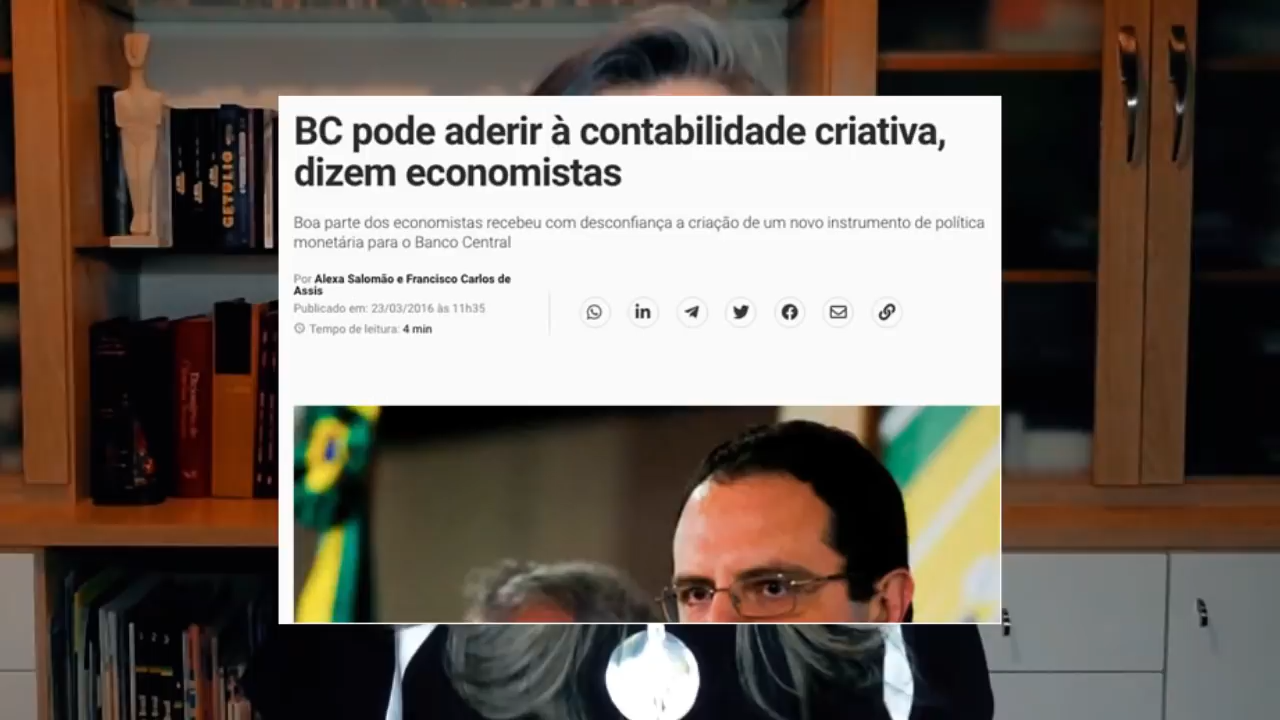 BC pode aderir à contabilidade criativa,
dizem economistas
Boa parte dos economistas recebeu com desconfiança a criação de um novo instrumento de política
monetária para o Banco Central
Por Alexa Salomão e Francisco Carlos de
Assis
Publicado em: 23/03/2016 às 11h35
Tempo de leitura: 4 min
GETÚLIO